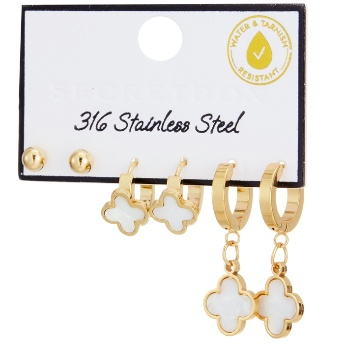 WATER & TARNISH
RESISTANT
316 Stainless Steel